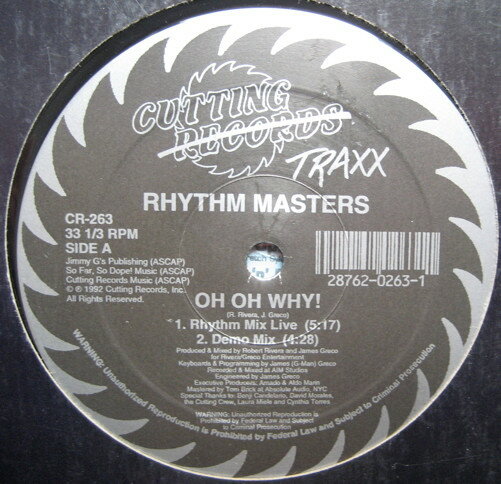 CUTTING
RECORDS
TRAXX
RHYTHM MASTERS
CR-263
33 1/3 RPM
SIDE A
Jimmy G's Publishing (ASCAP)
So Far, So Dope! Music (ASCAP)
Cutting Records Music (ASCAP)
© ℗ 1992 Cutting Records, Inc.
All Rights Reserved.
28762-0263-1
OH OH WHY!
(R. Rivera, J. Greco)
1. Rhythm Mix Live (5:17)
2. Demo Mix (4:28)
Produced & Mixed by Robert Rivera and James Greco
for Rivera/Greco Entertainment
Keyboards & Programming by James (G-Man) Greco
Recorded & Mixed at AIM Studios
Engineered by James Greco
Executive Producers: Amado & Aldo Marin
Mastered by Tom Brick at Absolute Audio, NYC
Special Thanks to: Benji Candelario, David Morales,
the Cutting Crew, Laura Miele and Cynthia Torres
WARNING: Unauthorized Reproduction is
Prohibited by Federal Law and Subject
to Criminal Prosecution
WARNING: Unauthorized Reproduction is Prohibited by Federal Law and Subject to Criminal Prosecution